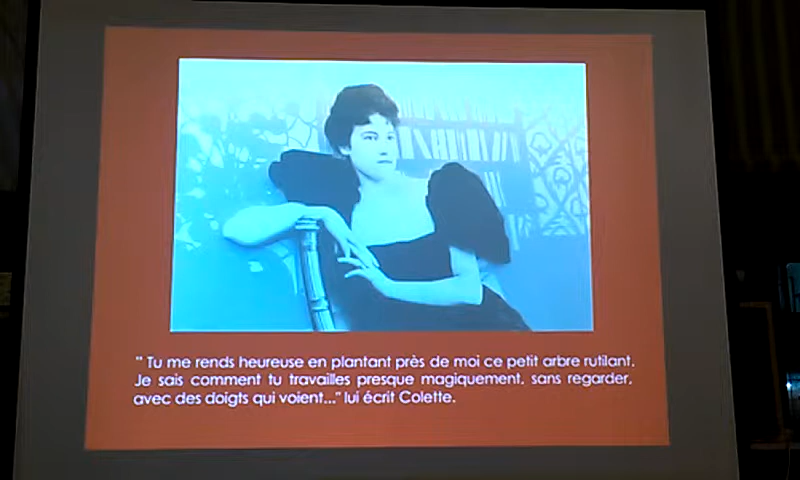 " Tu me rends heureuse en plantant près de moi ce petit arbre rutilant.
Je sais comment tu travailles presque magiquement, sans regarder,
avec des doigts qui voient..." lui écrit Colette.